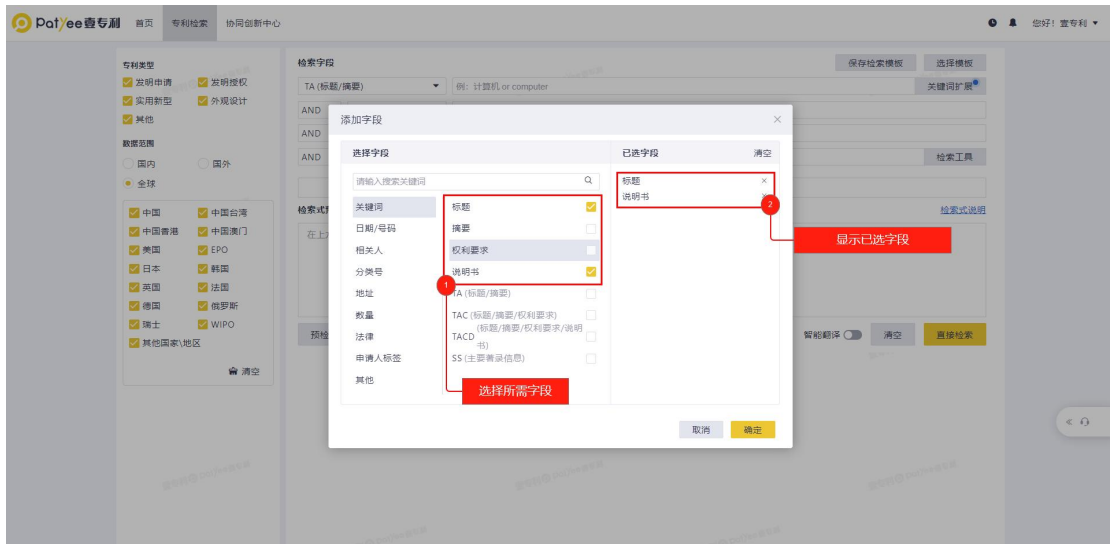 Patyee壹专利 首页 专利检索 协同创新中心 您好！壹专利
专利类型
发明申请 发明授权
实用新型 外观设计
其他
数据范围
国内 国外
全球
中国 中国台湾
中国香港 中国澳门
美国 EPO
日本 韩国
英国 法国
德国 俄罗斯
瑞士 WIPO
其他国家\地区
清空
检索字段 保存检索模板 选择模板
TA (标题/摘要) 例: 计算机 or computer 关键词扩展
AND
AND
AND 检索工具
检索式说明
添加字段 ×
选择字段
请输入搜索关键词
关键词 标题
日期/号码 摘要
相关人 权利要求
分类号 说明书
地址 TA (标题/摘要)
数量 TAC (标题/摘要/权利要求)
法律 TACD (标题/摘要/权利要求/说明书)
申请人标签 SS (主要著录信息)
其他
1
选择所需字段
已选字段 清空
标题 ×
说明书
2
显示已选字段
取消 确定
智能翻译 清空 直接检索